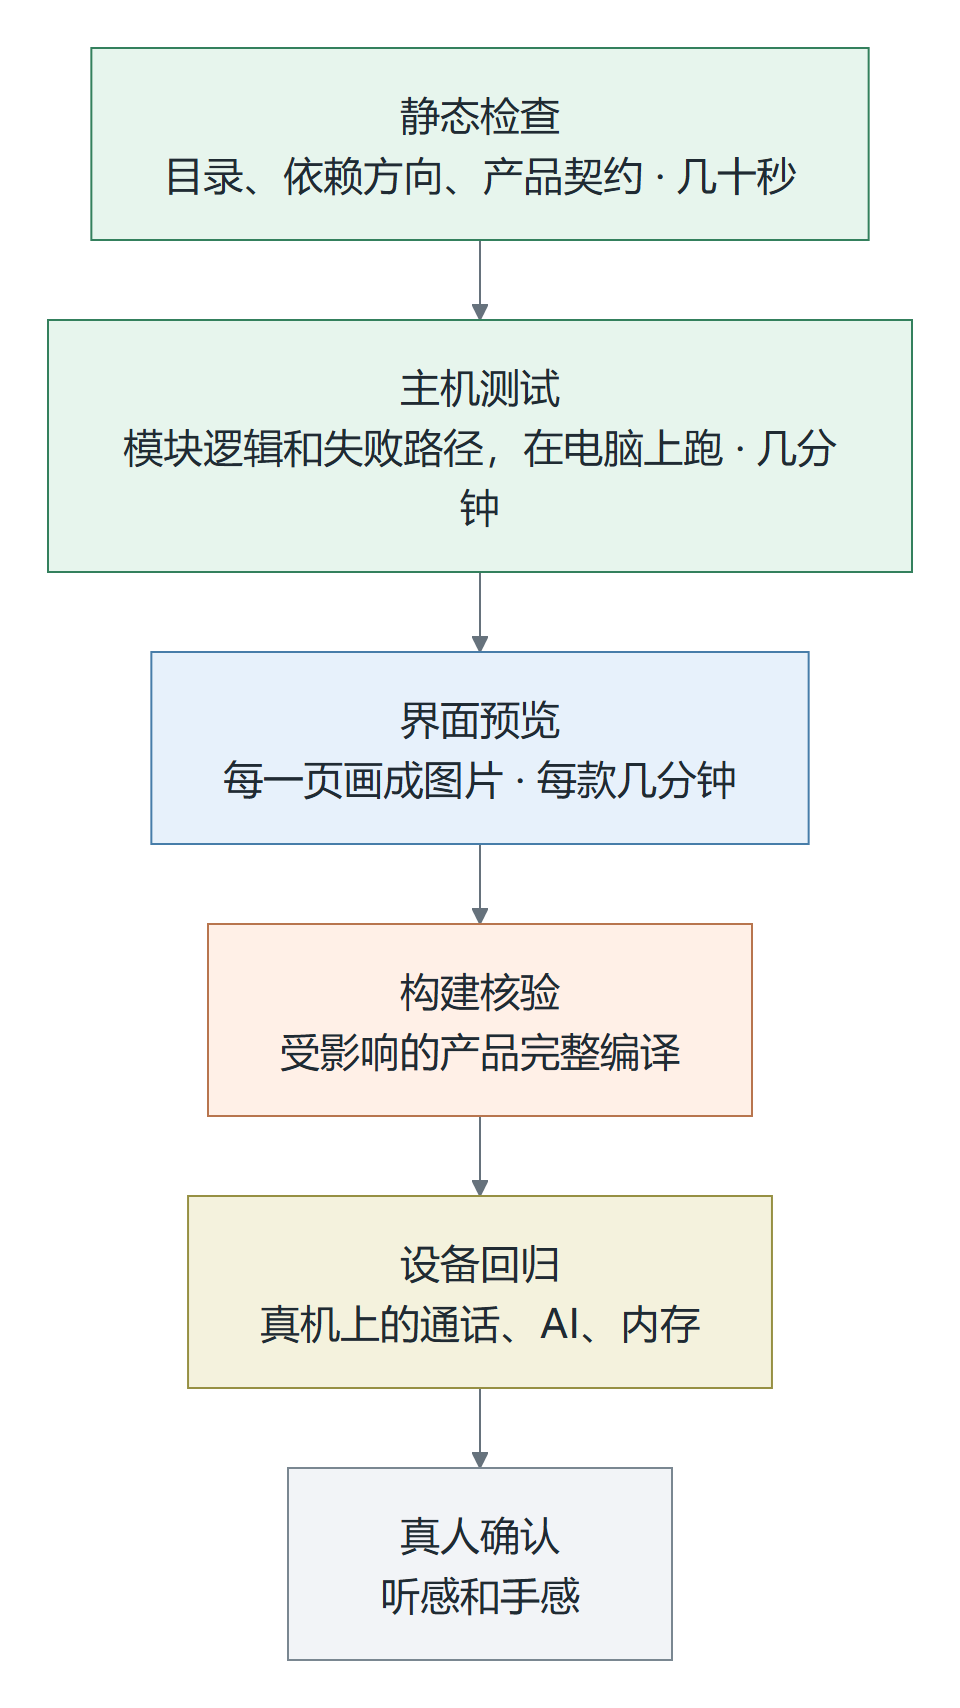 静态检查
目录、依赖方向、产品契约 · 几十秒
主机测试
模块逻辑和失败路径，在电脑上跑 · 几分
钟
界面预览
每一页画成图片 · 每款几分钟
构建核验
受影响的产品完整编译
设备回归
真机上的通话、AI、内存
真人确认
听感和手感